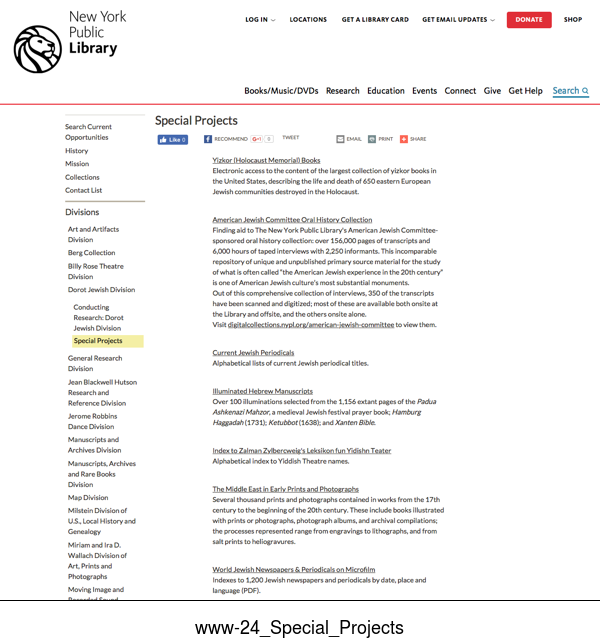 New York
Public
Library
LOG IN
LOCATIONS
GET A LIBRARY CARD
GET EMAIL UPDATES
DONATE
SHOP
Books/Music/DVDs
Research
Education
Events
Connect
Give
Get Help
Search
Search Current
Opportunities
History
Mission
Collections
Contact List
Divisions
Art and Artifacts
Division
Berg Collection
Billy Rose Theatre
Division
Dorot Jewish Division
Conducting
Research: Dorot
Jewish Division
Special Projects
General Research
Division
Jean Blackwell Hutson
Research and
Reference Division
Jerome Robbins
Dance Division
Manuscripts and
Archives Division
Manuscripts, Archives
and Rare Books
Division
Map Division
Milstein Division of
U.S., Local History and
Genealogy
Miriam and Ira D.
Wallach Division of
Art, Prints and
Photographs
Moving Image and
Recorded Sound
Special Projects
Like 0
RECOMMEND
G+1 0
TWEET
EMAIL
PRINT
SHARE
Yizkor (Holocaust Memorial) Books
Electronic access to the content of the largest collection of yizkor books in
the United States, describing the life and death of 650 eastern European
Jewish communities destroyed in the Holocaust.
American Jewish Committee Oral History Collection
Finding aid to The New York Public Library's American Jewish Committee-
sponsored oral history collection: over 156,000 pages of transcripts and
6,000 hours of taped interviews with 2,250 informants. This incomparable
repository of unique and unpublished primary source material for the study
of what is often called "the American Jewish experience in the 20th century"
is one of American Jewish culture's most substantial monuments.
Out of this comprehensive collection of interviews, 350 of the transcripts
have been scanned and digitized; most of these are available both onsite at
the Library and offsite, and the others onsite alone.
Visit digitalcollections.nypl.org/american-jewish-committee to view them.
Current Jewish Periodicals
Alphabetical lists of current Jewish periodical titles.
Illuminated Hebrew Manuscripts
Over 100 illuminations selected from the 1,156 extant pages of the Padua
Ashkenazi Mahzor, a medieval Jewish festival prayer book; Hamburg
Haggadah (1731); Ketubbot (1638); and Xanten Bible.
Index to Zalman Zylbercweig's Leksikon fun Yidishn Teater
Alphabetical index to Yiddish Theatre names.
The Middle East in Early Prints and Photographs
Several thousand prints and photographs contained in works from the 17th
century to the beginning of the 20th century. These include books illustrated
with prints or photographs, photograph albums, and archival compilations;
the processes represented range from engravings to lithographs, and from
salt prints to heliogravures.
World Jewish Newspapers & Periodicals on Microfilm
Indexes to 1,200 Jewish newspapers and periodicals by date, place and
language (PDF).
www-24_Special_Projects